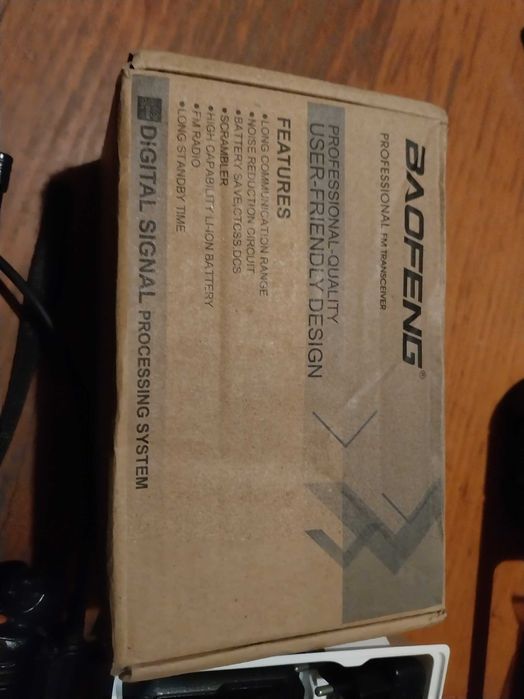 BAOFENG®
PROFESSIONAL FM TRANSCEIVER
PROFESSIONAL-QUALITY
USER-FRIENDLY DESIGN
FEATURES
•LONG COMMUNICATION RANGE
•NOISE REDUCTION CIRCUIT
•BATTERY SAVE,CTCSS,DCS
•SCRAMBLER
•HIGH CAPABILITY LI-ION BATTERY
•FM RADIO
•LONG STANDBY TIME
DIGITAL SIGNAL PROCESSING SYSTEM